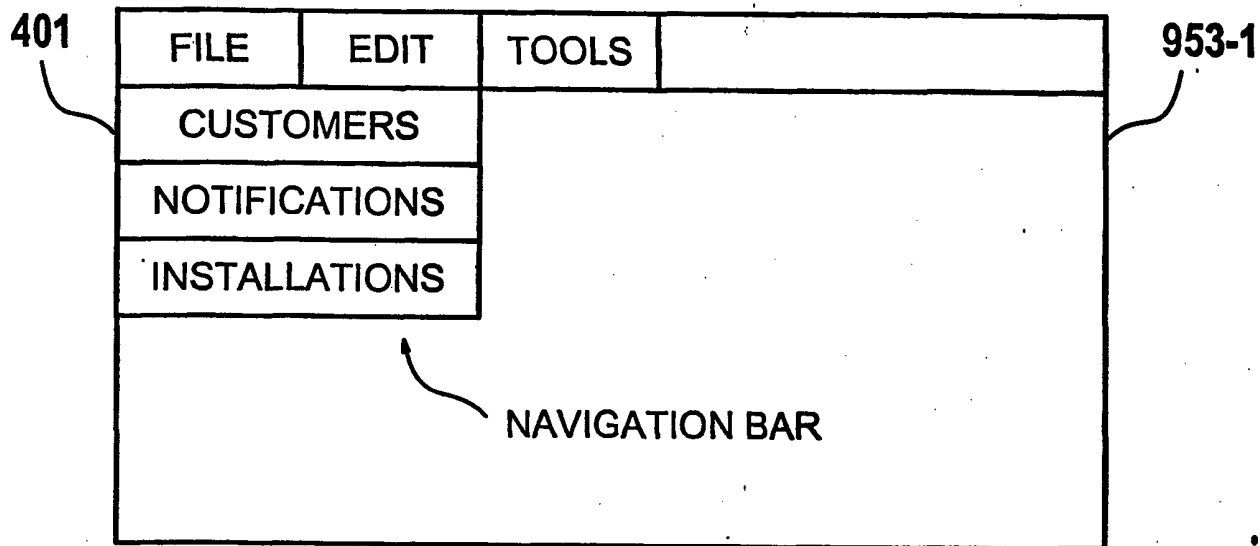 401
953-1
FILE EDIT TOOLS
CUSTOMERS
NOTIFICATIONS
INSTALLATIONS
NAVIGATION BAR